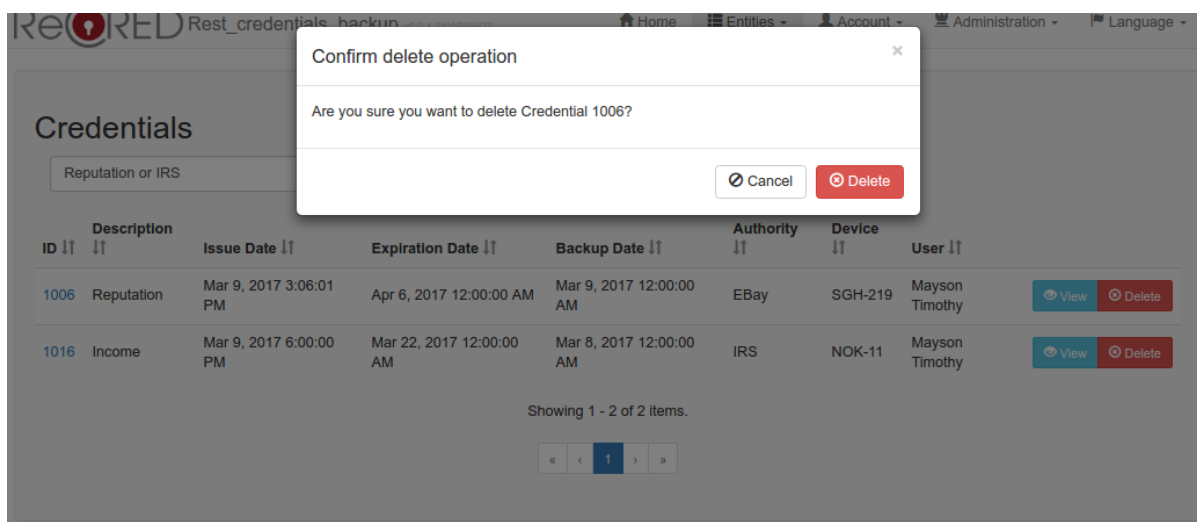 ReCRED Rest_credentials_backup v0.0.1-SNAPSHOT Home Entities Account Administration Language
Confirm delete operation ×
Are you sure you want to delete Credential 1006?
Cancel Delete
Credentials
Reputation or IRS
ID Description Issue Date Expiration Date Backup Date Authority Device User
1006 Reputation Mar 9, 2017 3:06:01 PM Apr 6, 2017 12:00:00 AM Mar 9, 2017 12:00:00 AM EBay SGH-219 Mayson Timothy View Delete
1016 Income Mar 9, 2017 6:00:00 PM Mar 22, 2017 12:00:00 AM Mar 8, 2017 12:00:00 AM IRS NOK-11 Mayson Timothy View Delete
Showing 1 - 2 of 2 items.
« ‹ 1 › »